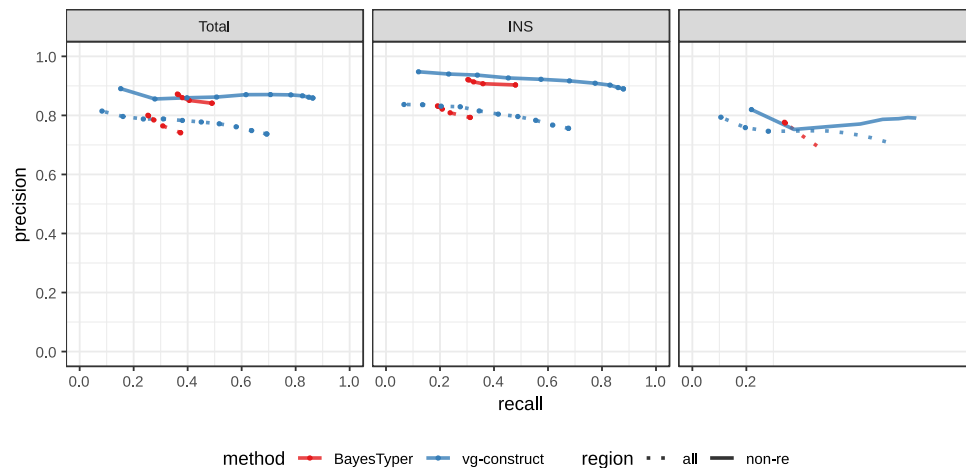 Total INS
1.0
0.8
0.6
0.4
0.2
0.0
precision
0.0 0.2 0.4 0.6 0.8 1.0 0.0 0.2 0.4 0.6 0.8 1.0 0.0 0.2
recall
method BayesTyper vg-construct region all non-re